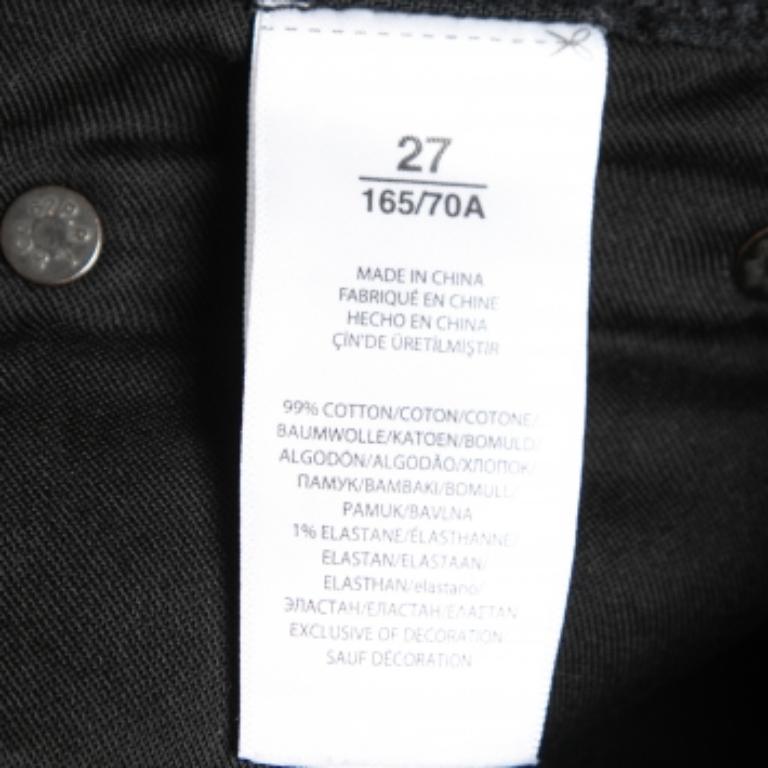 27
165/70A
MADE IN CHINA
FABRIQUÉ EN CHINE
HECHO EN CHINA
ÇİN'DE ÜRETİLMİŞTİR
99% COTTON/COTON/COTONE/
BAUMWOLLE/KATOEN/BOMULD/
ALGODÓN/ALGODÃO/ХЛОПОК/
ПАМУК/BAMBAKI/BOMULL/
PAMUK/BAVLNA
1% ELASTANE/ÉLASTHANNE/
ELASTAN/ELASTAAN/
ELASTHAN/elastano/
ЭЛАСТАН/ЕЛАСТАН/ΕΛΑΣΤΑΝ
EXCLUSIVE OF DECORATION
SAUF DÉCORATION